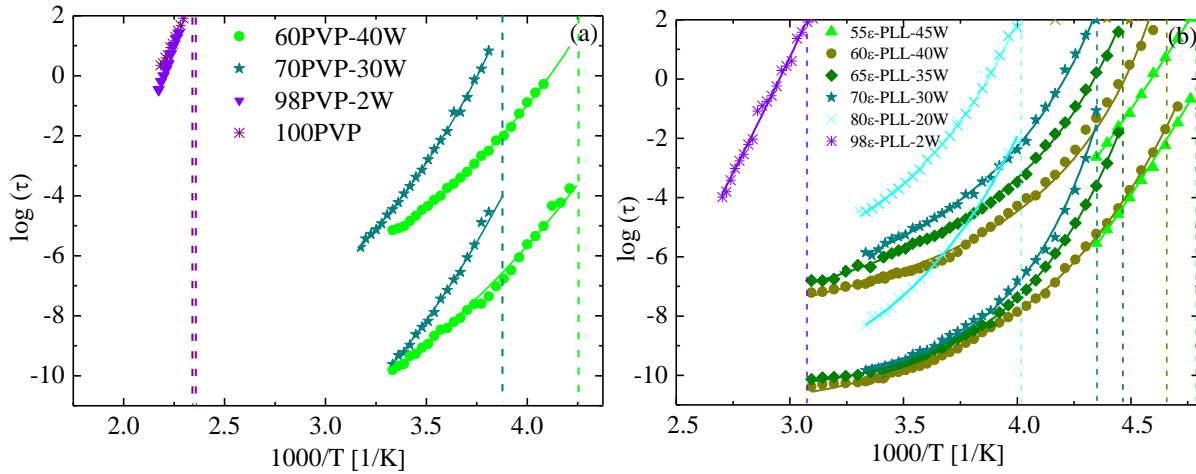 (a)
60PVP-40W
70PVP-30W
98PVP-2W
100PVP
2
0
-2
-4
-6
-8
-10
log (τ)
2.0 2.5 3.0 3.5 4.0
1000/T [1/K]
(b)
55ε-PLL-45W
60ε-PLL-40W
65ε-PLL-35W
70ε-PLL-30W
80ε-PLL-20W
98ε-PLL-2W
2
0
-2
-4
-6
-8
-10
log (τ)
2.5 3.0 3.5 4.0 4.5
1000/T [1/K]